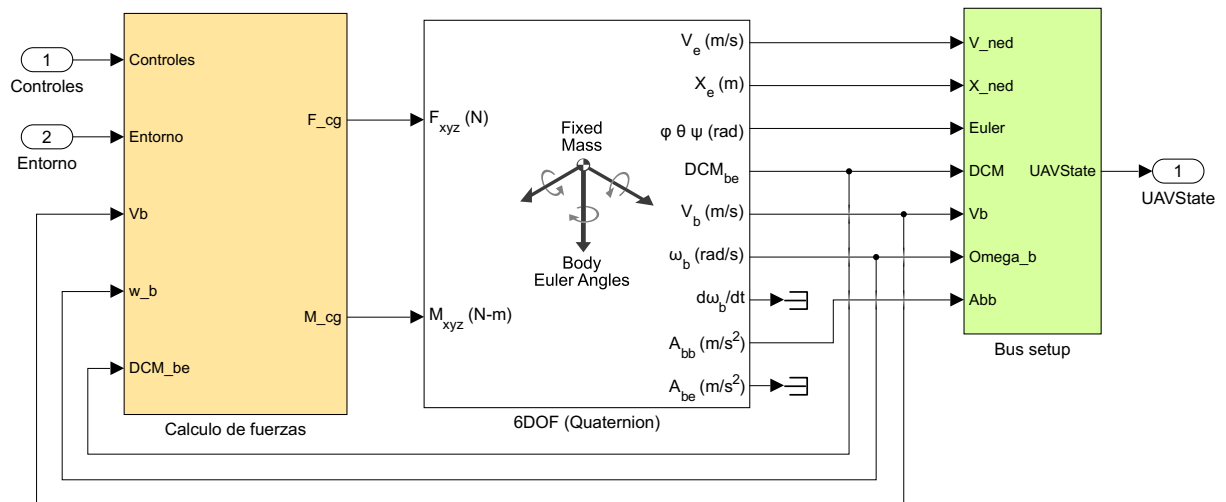 1
Controles
2
Entorno
Controles
Entorno
Vb
w_b
DCM_be
F_cg
M_cg
Calculo de fuerzas
F_xyz (N)
M_xyz (N-m)
Fixed
Mass
Body
Euler Angles
V_e (m/s)
X_e (m)
φ θ ψ (rad)
DCM_be
V_b (m/s)
ω_b (rad/s)
dω_b/dt
A_bb (m/s²)
A_be (m/s²)
6DOF (Quaternion)
V_ned
X_ned
Euler
DCM
Vb
Omega_b
Abb
UAVState
Bus setup
1
UAVState